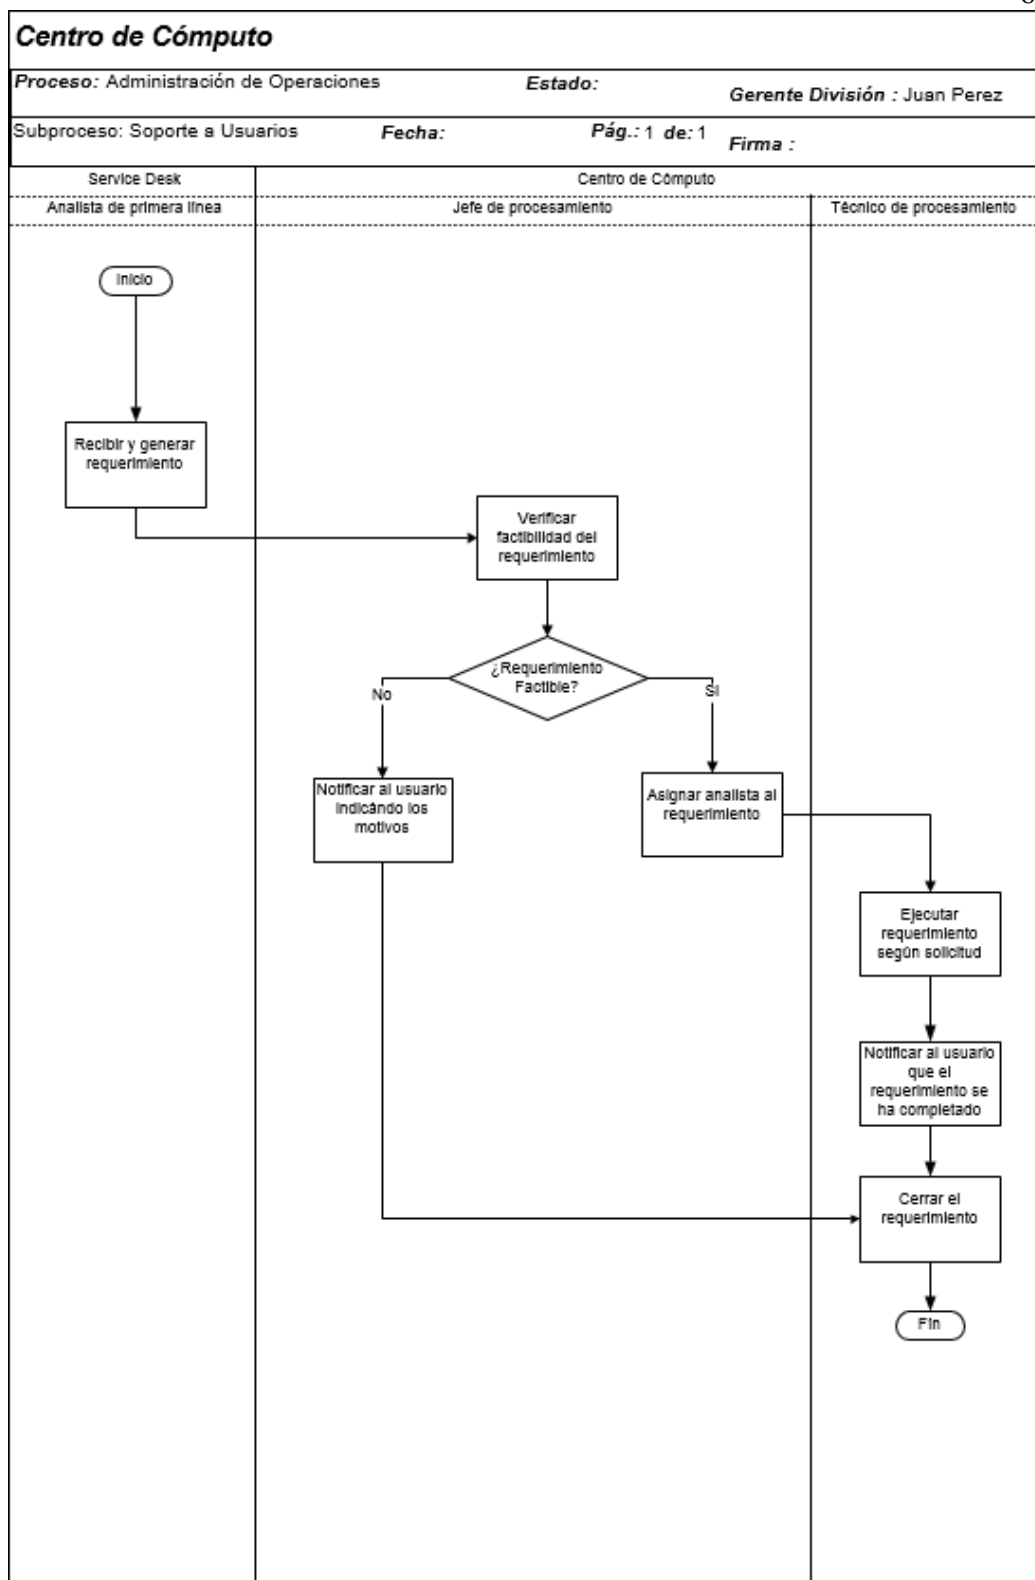 Centro de Cómputo
Proceso: Administración de Operaciones Estado: Gerente División : Juan Perez
Subproceso: Soporte a Usuarios Fecha: Pág.: 1 de: 1 Firma :
Service Desk Centro de Cómputo
Analista de primera línea Jefe de procesamiento Técnico de procesamiento
Inicio
Recibir y generar
requerimiento
Verificar
factibilidad del
requerimiento
¿Requerimiento
Factible?
No
Si
Notificar al usuario
indicándo los
motivos
Asignar analista al
requerimiento
Ejecutar
requerimiento
según solicitud
Notificar al usuario
que el
requerimiento se
ha completado
Cerrar el
requerimiento
Fin